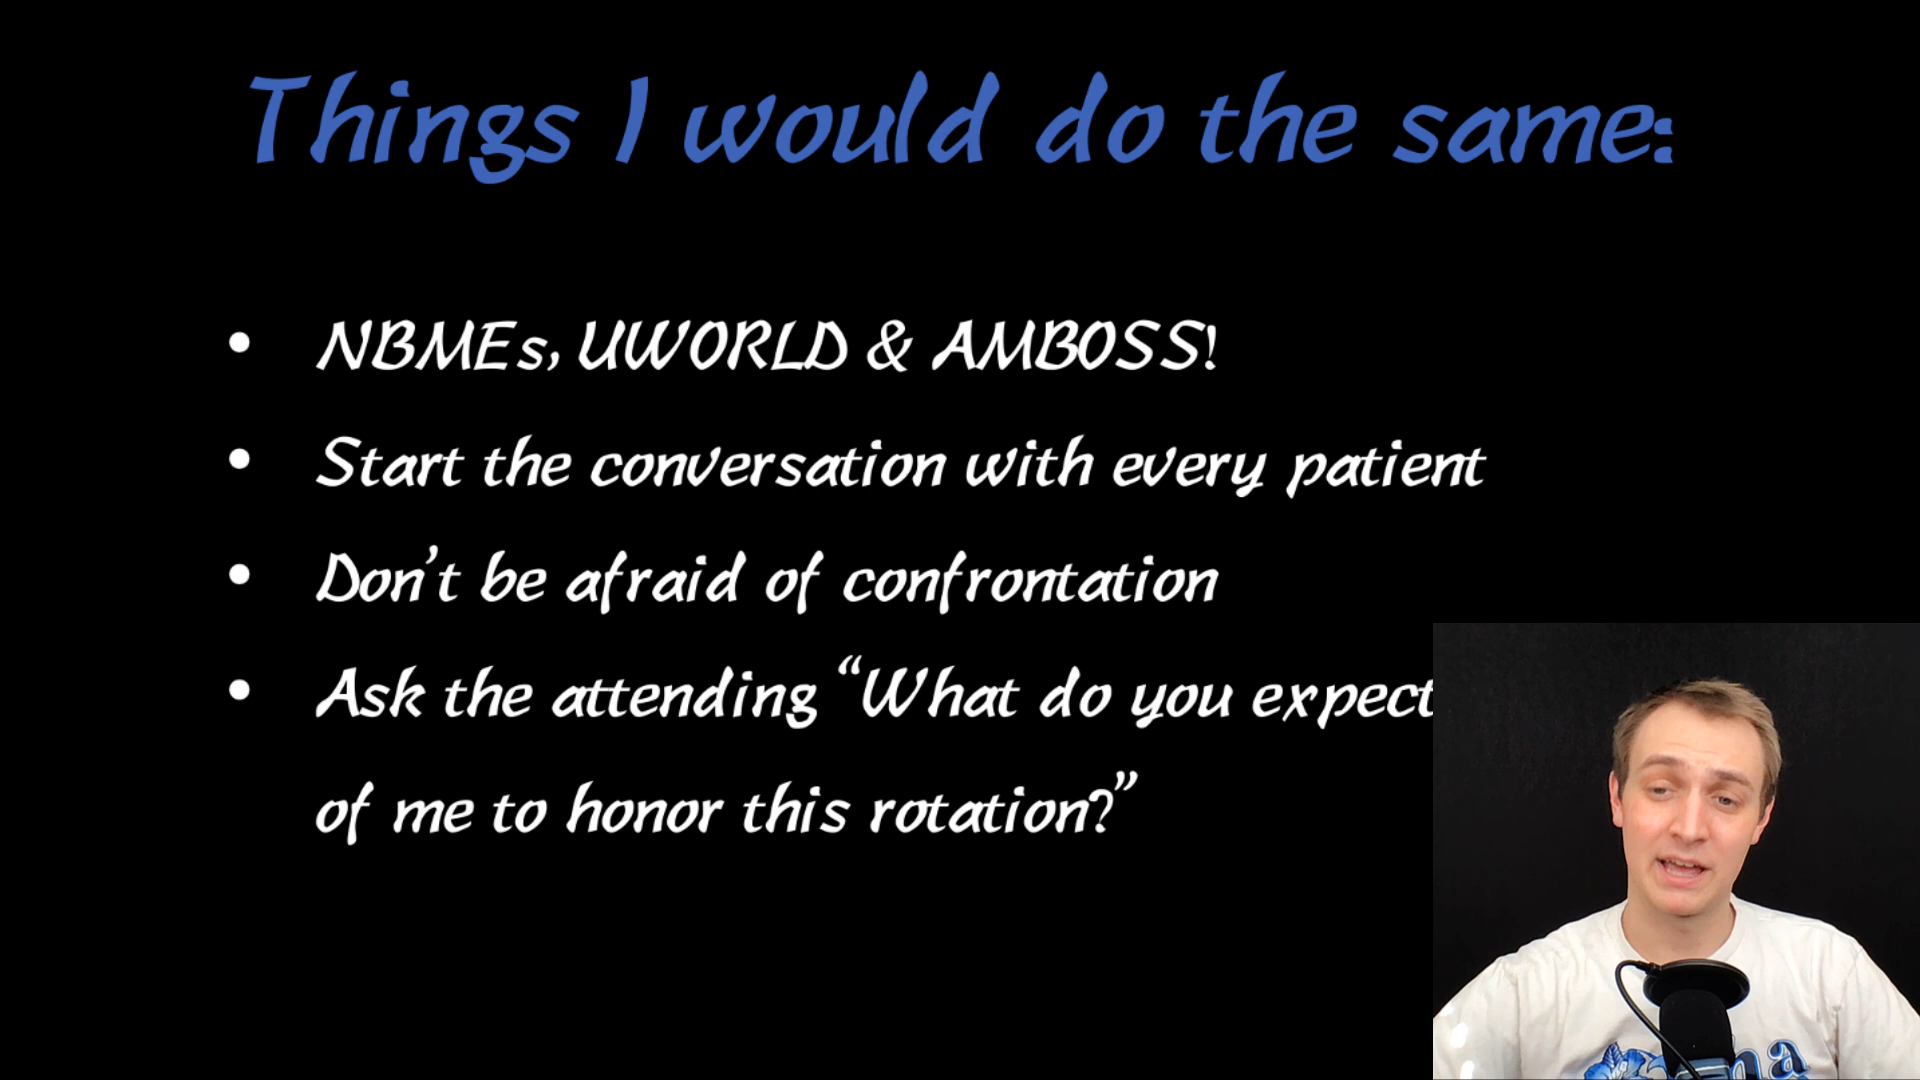 Things I would do the same:
• NBMEs, UWORLD & AMBOSS!
• Start the conversation with every patient
• Don’t be afraid of confrontation
• Ask the attending “What do you expect
of me to honor this rotation?”